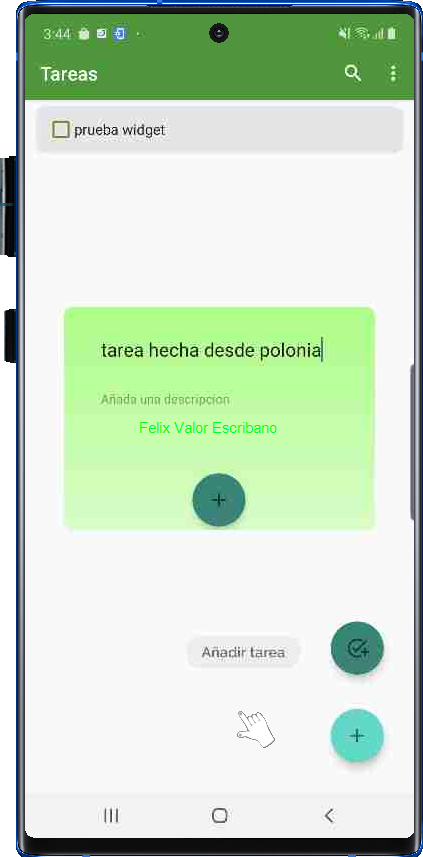 3:44
Tareas
prueba widget
tarea hecha desde polonia
Añada una descripcion
Felix Valor Escribano
Añadir tarea